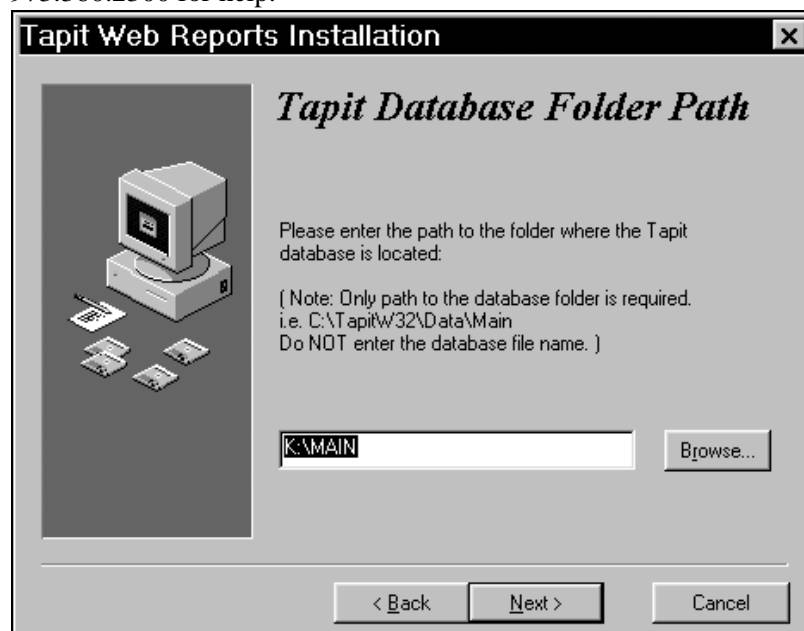 Tapit Web Reports Installation
Tapit Database Folder Path
Please enter the path to the folder where the Tapit
database is located:
( Note: Only path to the database folder is required.
i.e. C:\TapitW32\Data\Main
Do NOT enter the database file name. )
K:\MAIN
Browse...
< Back
Next >
Cancel